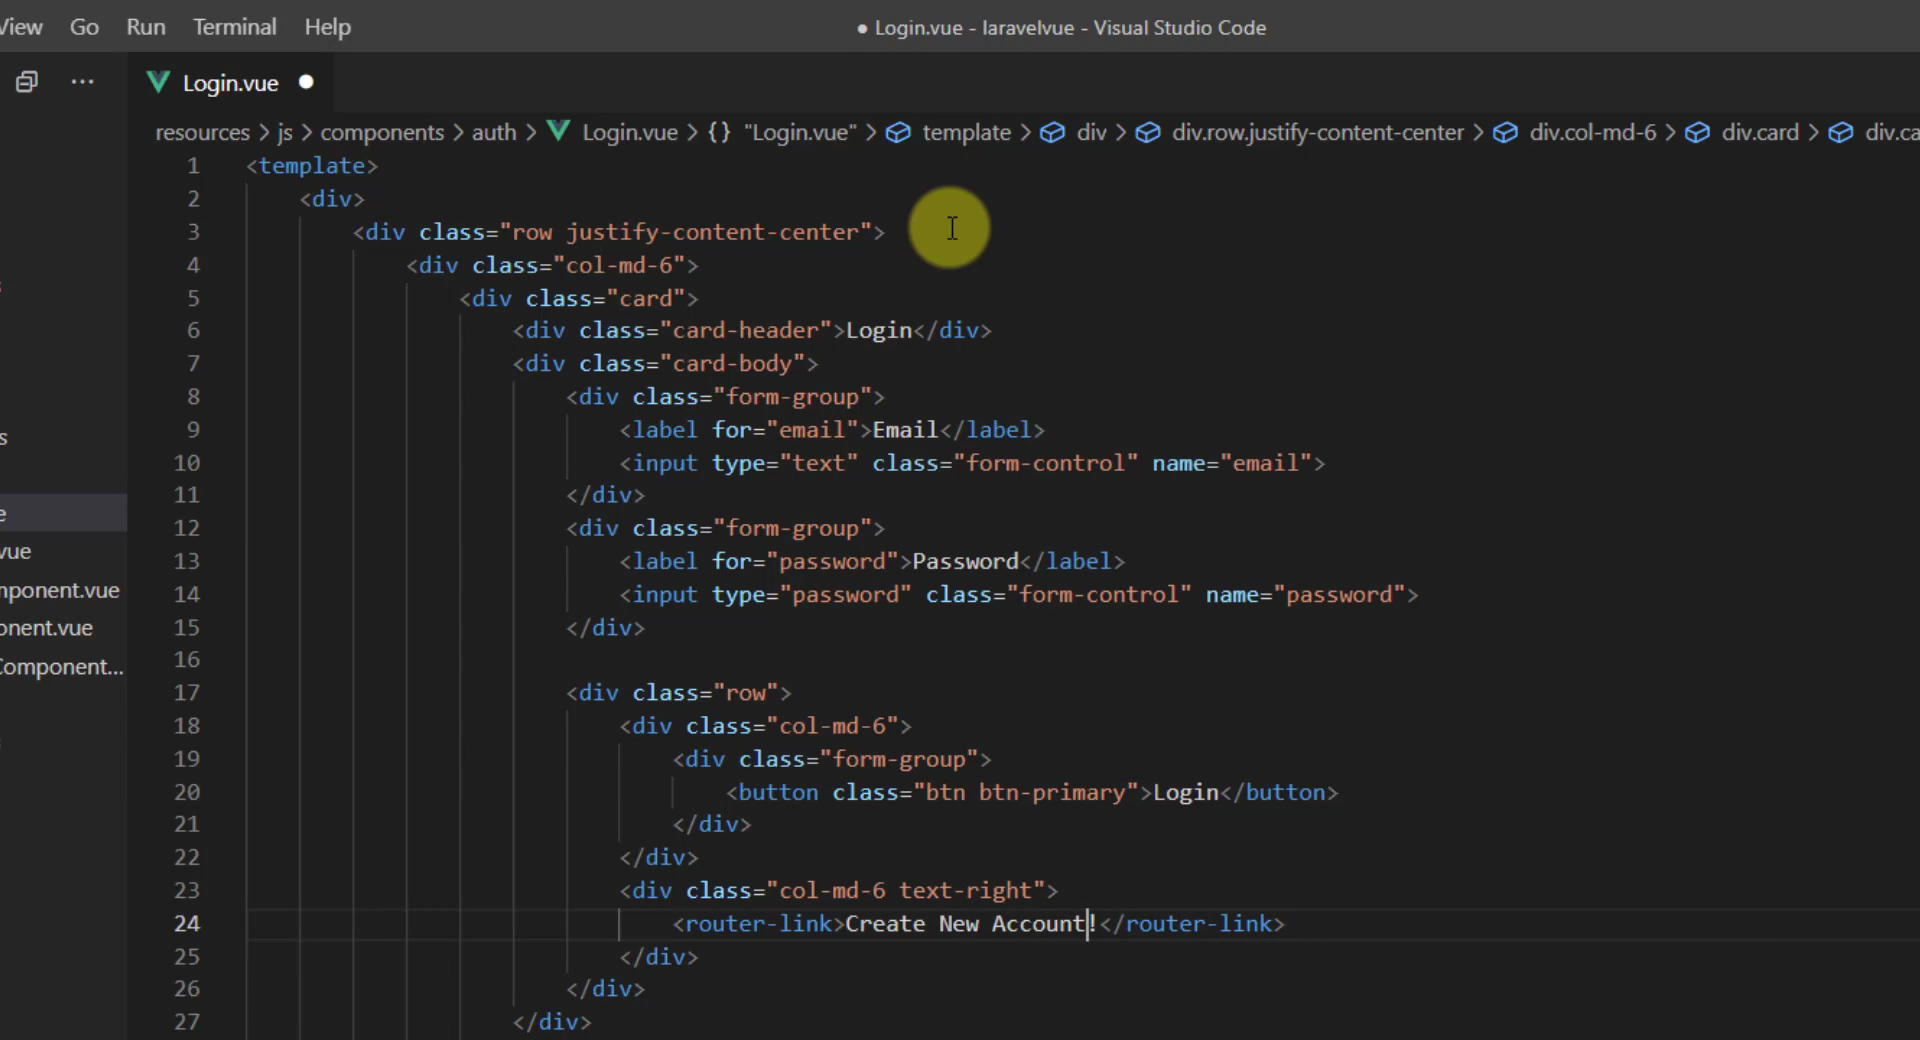 View Go Run Terminal Help ● Login.vue - laravelvue - Visual Studio Code
··· Login.vue ●
resources > js > components > auth > Login.vue > {} "Login.vue" > template > div > div.row.justify-content-center > div.col-md-6 > div.card > div.ca
1 <template>
2 <div>
3 <div class="row justify-content-center">
4 <div class="col-md-6">
5 <div class="card">
6 <div class="card-header">Login</div>
7 <div class="card-body">
8 <div class="form-group">
9 <label for="email">Email</label>
10 <input type="text" class="form-control" name="email">
11 </div>
12 <div class="form-group">
13 <label for="password">Password</label>
14 <input type="password" class="form-control" name="password">
15 </div>
16
17 <div class="row">
18 <div class="col-md-6">
19 <div class="form-group">
20 <button class="btn btn-primary">Login</button>
21 </div>
22 </div>
23 <div class="col-md-6 text-right">
24 <router-link>Create New Account!</router-link>
25 </div>
26 </div>
27 </div>
s
e
vue
mponent.vue
onent.vue
Component...